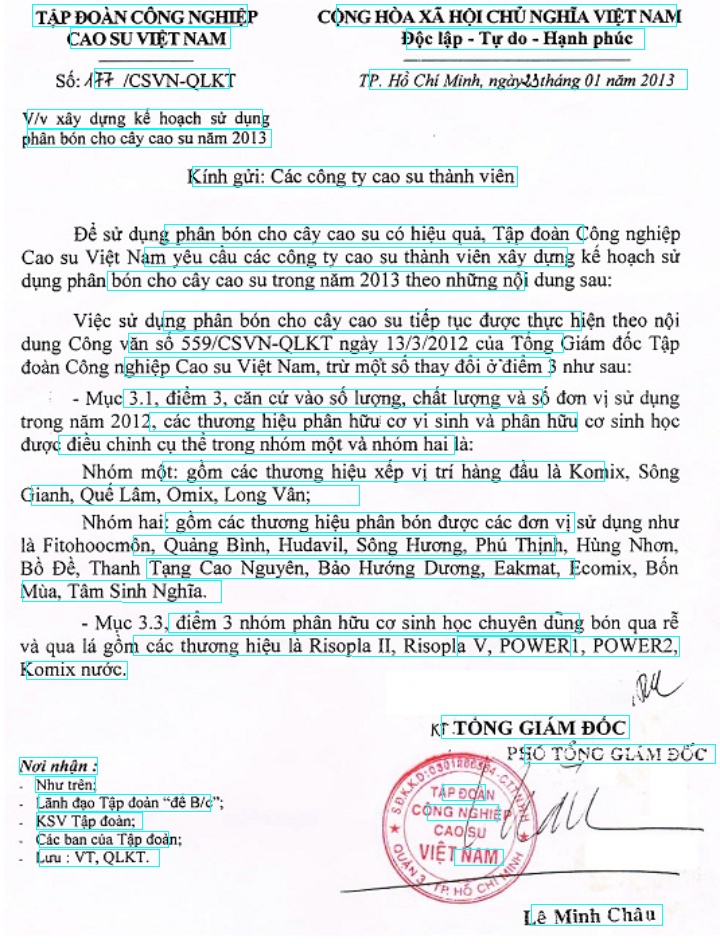 TẬP ĐOÀN CÔNG NGHIỆP
CAO SU VIỆT NAM
CỘNG HÒA XÃ HỘI CHỦ NGHĨA VIỆT NAM
Độc lập - Tự do - Hạnh phúc
Số: 177 /CSVN-QLKT
TP. Hồ Chí Minh, ngày 23 tháng 01 năm 2013
V/v xây dựng kế hoạch sử dụng
phân bón cho cây cao su năm 2013
Kính gửi: Các công ty cao su thành viên
Để sử dụng phân bón cho cây cao su có hiệu quả, Tập đoàn Công nghiệp
Cao su Việt Nam yêu cầu các công ty cao su thành viên xây dựng kế hoạch sử
dụng phân bón cho cây cao su trong năm 2013 theo những nội dung sau:
Việc sử dụng phân bón cho cây cao su tiếp tục được thực hiện theo nội
dung Công văn số 559/CSVN-QLKT ngày 13/3/2012 của Tổng Giám đốc Tập
đoàn Công nghiệp Cao su Việt Nam, trừ một số thay đổi ở điểm 3 như sau:
- Mục 3.1, điểm 3, căn cứ vào số lượng, chất lượng và số đơn vị sử dụng
trong năm 2012, các thương hiệu phân hữu cơ vi sinh và phân hữu cơ sinh học
được điều chỉnh cụ thể trong nhóm một và nhóm hai là:
Nhóm một: gồm các thương hiệu xếp vị trí hàng đầu là Komix, Sông
Gianh, Quế Lâm, Omix, Long Vân;
Nhóm hai: gồm các thương hiệu phân bón được các đơn vị sử dụng như
là Fitohoocmôn, Quảng Bình, Hudavil, Sông Hương, Phú Thịnh, Hùng Nhơn,
Bồ Đề, Thanh Tạng Cao Nguyên, Bảo Hướng Dương, Eakmat, Ecomix, Bốn
Mùa, Tâm Sinh Nghĩa.
- Mục 3.3, điểm 3 nhóm phân hữu cơ sinh học chuyên dùng bón qua rễ
và qua lá gồm các thương hiệu là Risopla II, Risopla V, POWER1, POWER2,
Komix nước.
KT.TỔNG GIÁM ĐỐC
PHÓ TỔNG GIÁM ĐỐC
Nơi nhận :
- Như trên;
- Lãnh đạo Tập đoàn “để B/c”;
- KSV Tập đoàn;
- Các ban của Tập đoàn;
- Lưu : VT, QLKT.
TẬP ĐOÀN
CÔNG NGHIỆP
CAO SU
VIỆT NAM
QUẬN 3 - TP. HỒ CHÍ MINH
Lê Minh Châu